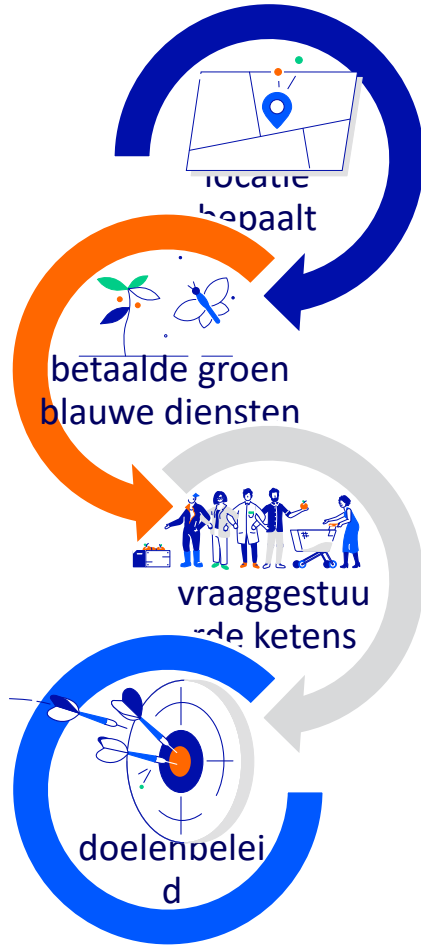 locatie
bepaalt
betaalde groen
blauwe diensten
vraaggestuu
rde ketens
doelenbelei
d